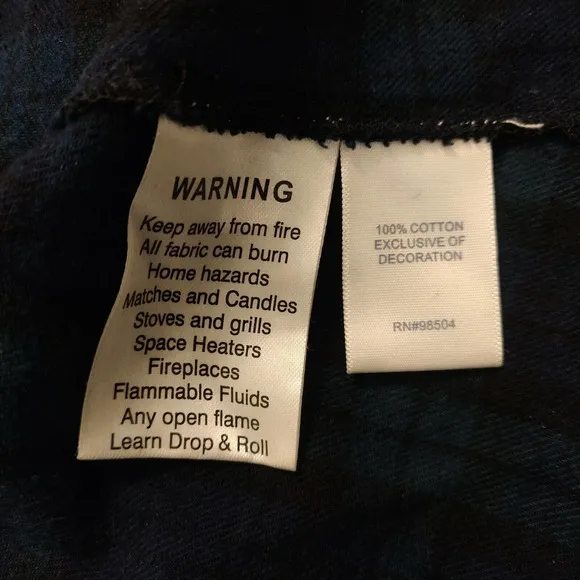 WARNING
Keep away from fire
All fabric can burn
Home hazards
Matches and Candles
Stoves and grills
Space Heaters
Fireplaces
Flammable Fluids
Any open flame
Learn Drop & Roll
100% COTTON
EXCLUSIVE OF
DECORATION
RN#98504